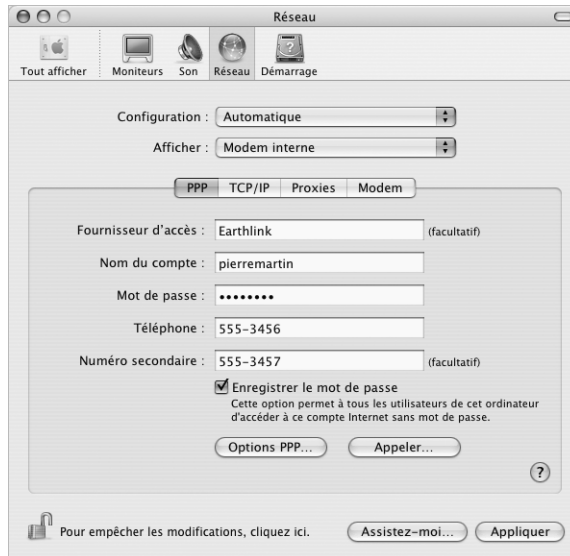 Réseau
Tout afficher Moniteurs Son Réseau Démarrage
Configuration : Automatique
Afficher : Modem interne
PPP TCP/IP Proxies Modem
Fournisseur d'accès : Earthlink (facultatif)
Nom du compte : pierremartin
Mot de passe : ••••••••
Téléphone : 555-3456
Numéro secondaire : 555-3457 (facultatif)
Enregistrer le mot de passe
Cette option permet à tous les utilisateurs de cet ordinateur
d'accéder à ce compte Internet sans mot de passe.
Options PPP... Appeler...
?
Pour empêcher les modifications, cliquez ici. Assistez-moi... Appliquer